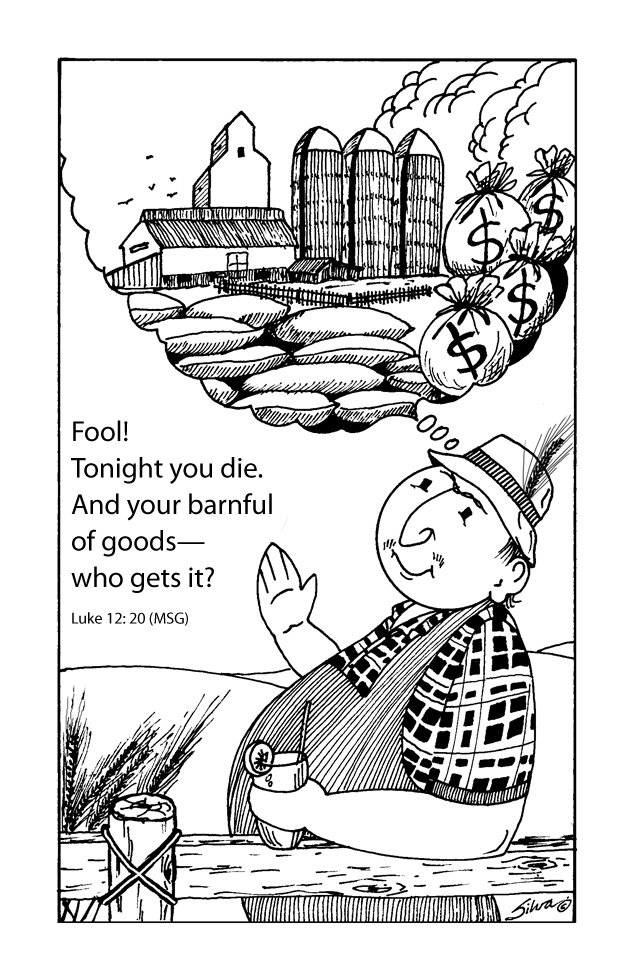 $
$
$
$
Fool!
Tonight you die.
And your barnful
of goods—
who gets it?
Luke 12: 20 (MSG)
Silva ©